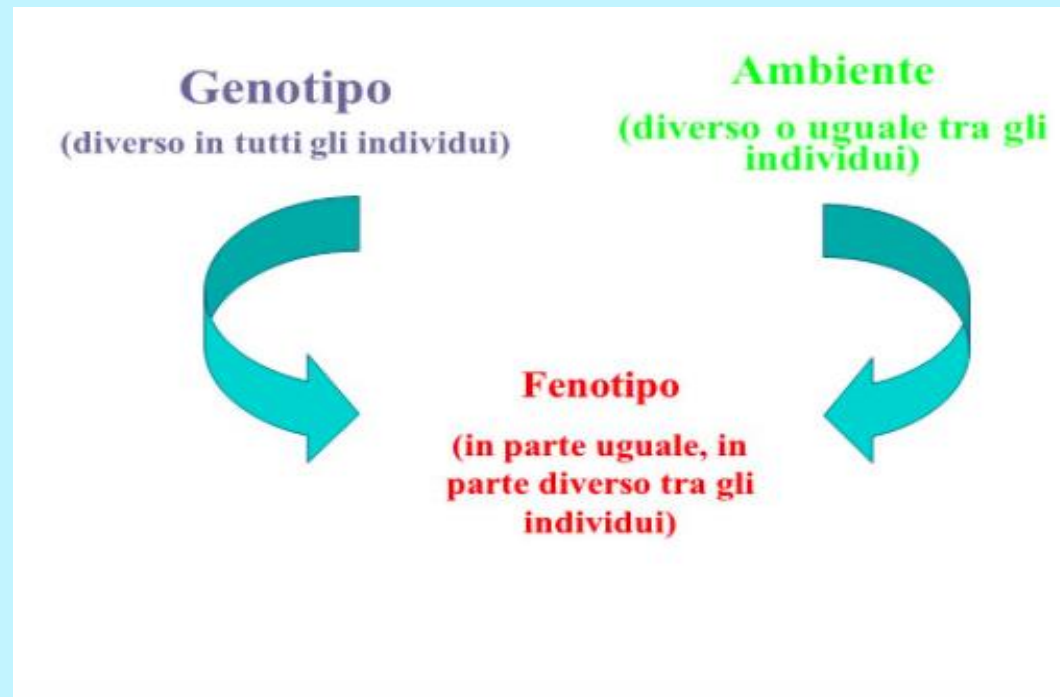 Genotipo
(diverso in tutti gli individui)
Ambiente
(diverso o uguale tra gli
individui)
Fenotipo
(in parte uguale, in
parte diverso tra gli
individui)